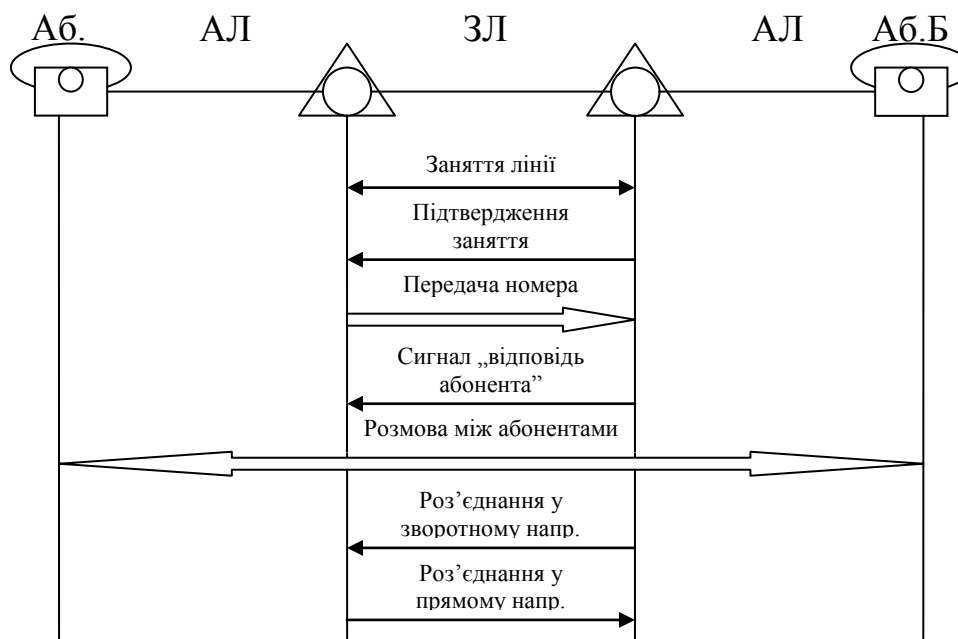 Аб. АЛ ЗЛ АЛ Аб.Б
Заняття лінії
Підтвердження
заняття
Передача номера
Сигнал „відповідь
абонента”
Розмова між абонентами
Роз’єднання у
зворотному напр.
Роз’єднання у
прямому напр.